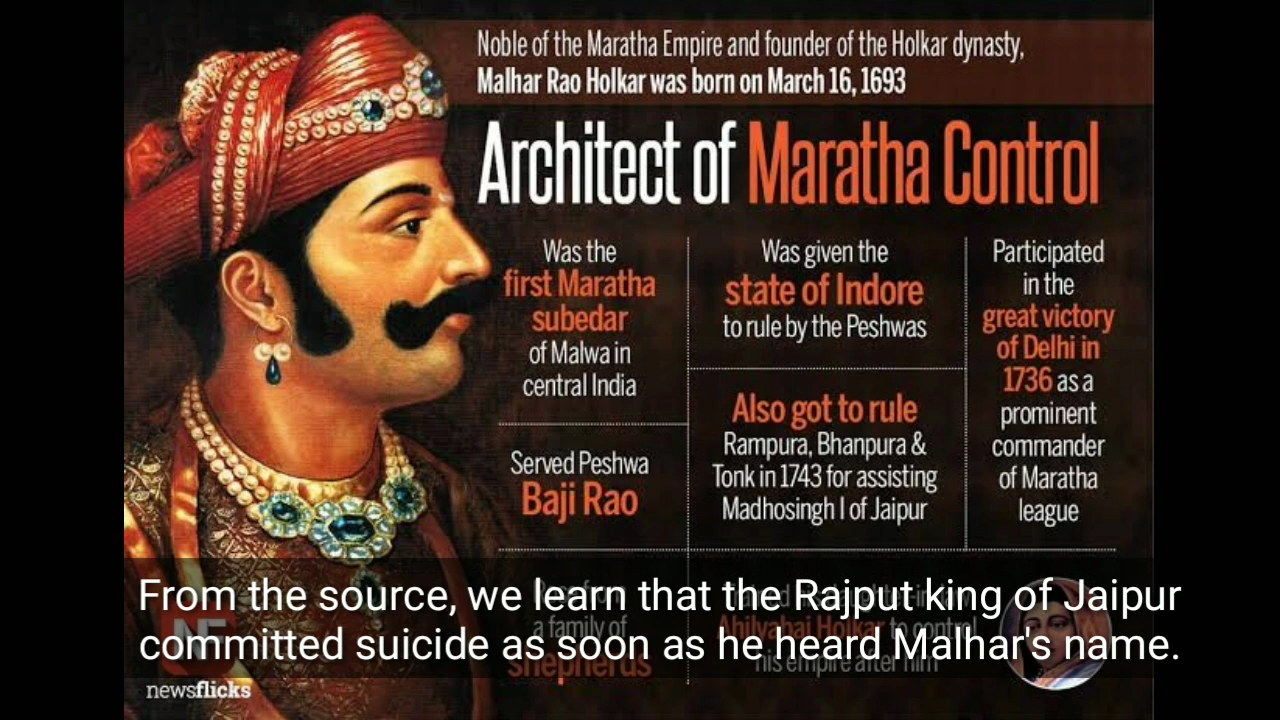 Noble of the Maratha Empire and founder of the Holkar dynasty,
Malhar Rao Holkar was born on March 16, 1693
Architect of Maratha Control
Was the
first Maratha
subedar
of Malwa in
central India
Served Peshwa
Baji Rao
Was given the
state of Indore
to rule by the Peshwas
Also got to rule
Rampura, Bhanpura &
Tonk in 1743 for assisting
Madhosingh I of Jaipur
Participated
in the
great victory
of Delhi in
1736 as a
prominent
commander
of Maratha
league
a family of
shepherds
Ahilyabai Holkar to control
his empire after him
From the source, we learn that the Rajput king of Jaipur
committed suicide as soon as he heard Malhar's name.
NF
newsflicks